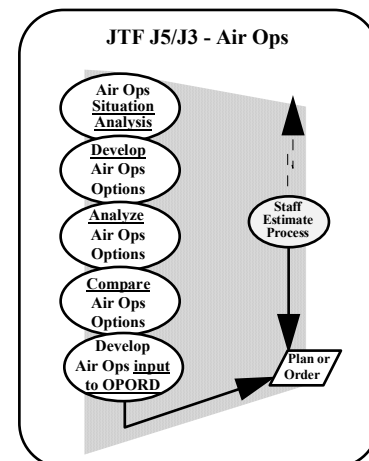 JTF J5/J3 - Air Ops
Air Ops
Situation
Analysis
Develop
Air Ops
Options
Analyze
Air Ops
Options
Compare
Air Ops
Options
Develop
Air Ops input
to OPORD
Staff
Estimate
Process
Plan or
Order